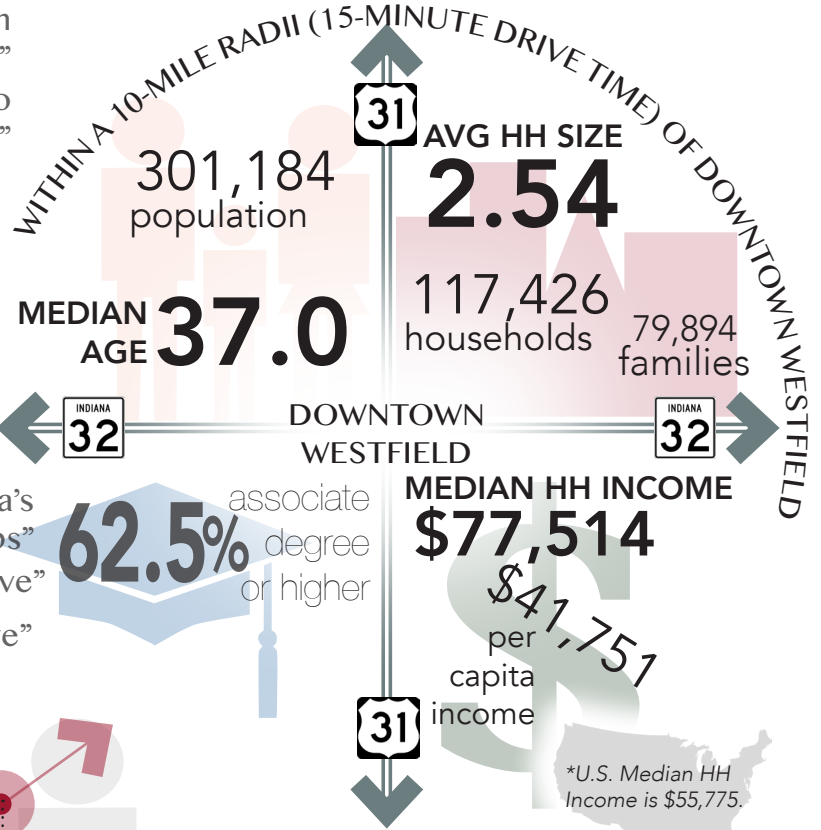 WITHIN A 10-MILE RADII (15-MINUTE DRIVE TIME) OF DOWNTOWN WESTFIELD
31
301,184
population
MEDIAN
AGE 37.0
AVG HH SIZE
2.54
117,426
households
79,894
families
INDIANA
32
DOWNTOWN
WESTFIELD
INDIANA
32
a's
ve"
e"
62.5%
associate
degree
or higher
MEDIAN HH INCOME
$77,514
$41,751
per
capita
income
31
*U.S. Median HH
Income is $55,775.